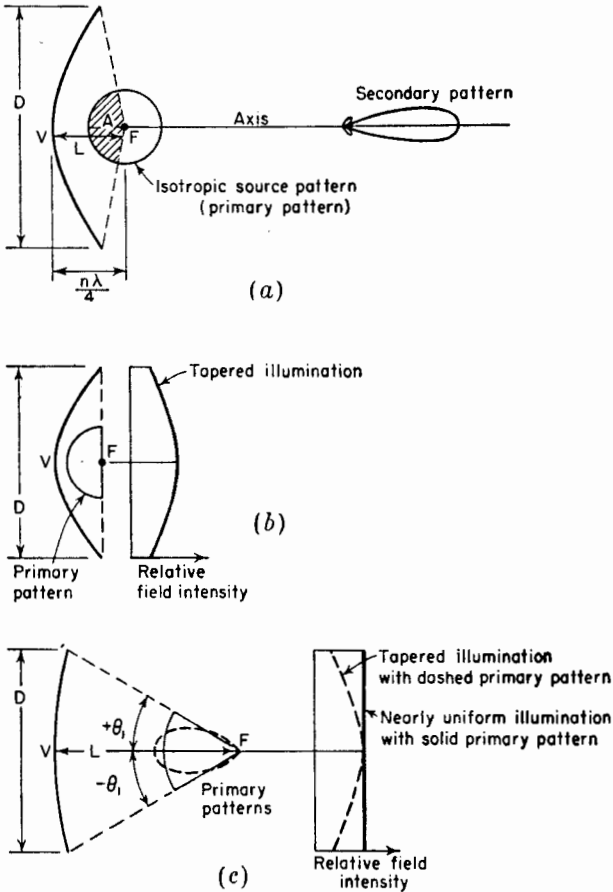 D
V
A
L
F
Axis
Secondary pattern
Isotropic source pattern
(primary pattern)
nλ
4
(a)
Tapered illumination
D
V
F
Primary
pattern
Relative
field intensity
(b)
D
V
L
F
+θ₁
-θ₁
Primary
patterns
Tapered illumination
with dashed primary pattern
Nearly uniform illumination
with solid primary pattern
Relative field
intensity
(c)